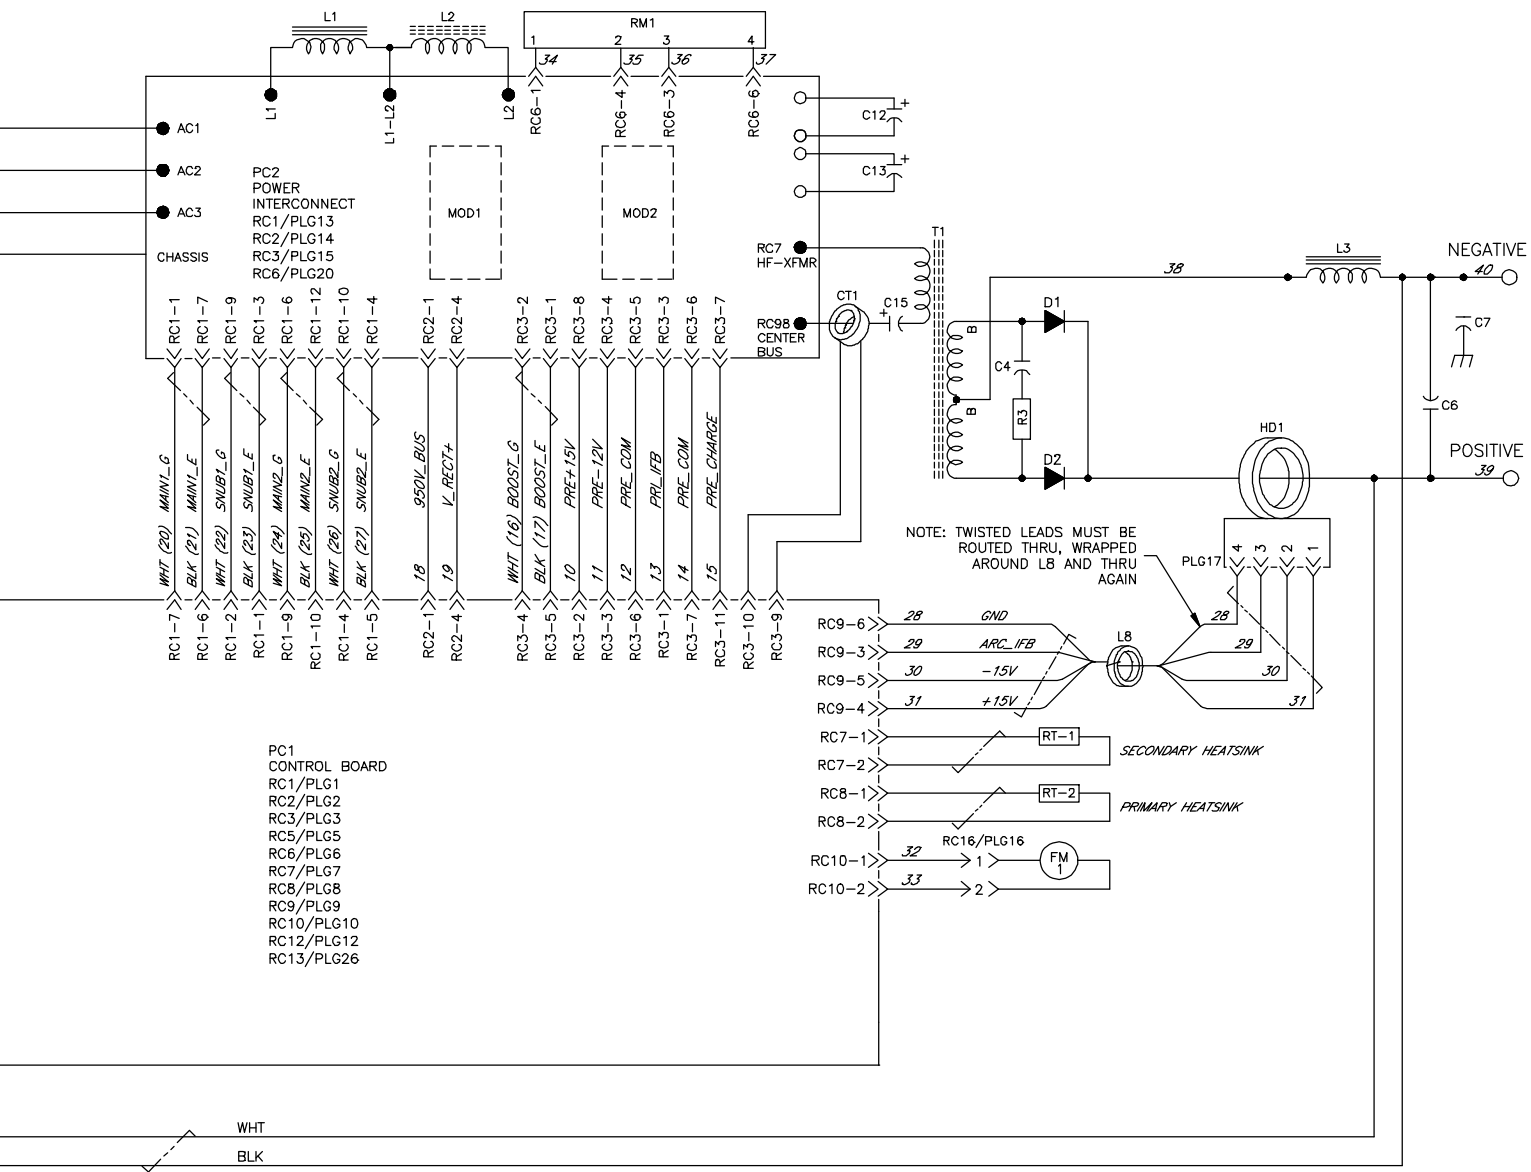 L1
L2
RM1
1
2
3
4
34
35
36
37
L1
L1-L2
L2
RC6-1
RC6-4
RC6-3
RC6-6
C12
+
C13
+
AC1
AC2
AC3
CHASSIS
PC2
POWER
INTERCONNECT
RC1/PLG13
RC2/PLG14
RC3/PLG15
RC6/PLG20
MOD1
MOD2
RC7
HF-XFMR
RC98
CENTER
BUS
CT1
+
C15
T1
B
B
38
D1
C4
R3
D2
L3
NEGATIVE
40
C7
C6
POSITIVE
39
HD1
RC1-1
RC1-7
RC1-9
RC1-3
RC1-6
RC1-12
RC1-10
RC1-4
RC2-1
RC2-4
RC3-2
RC3-1
RC3-8
RC3-4
RC3-5
RC3-3
RC3-6
RC3-7
WHT (20) MAIN1_G
BLK (21) MAIN1_E
WHT (22) SNUB1_G
BLK (23) SNUB1_E
WHT (24) MAIN2_G
BLK (25) MAIN2_E
WHT (26) SNUB2_G
BLK (27) SNUB2_E
18 950V_BUS
19 V_RECT+
WHT (16) BOOST_G
BLK (17) BOOST_E
10 PRE+15V
11 PRE-12V
12 PRE_COM
13 PRI_IFB
14 PRE_COM
15 PRE_CHARGE
RC1-7
RC1-6
RC1-2
RC1-1
RC1-9
RC1-10
RC1-4
RC1-5
RC2-1
RC2-4
RC3-4
RC3-5
RC3-2
RC3-3
RC3-6
RC3-1
RC3-7
RC3-11
RC3-10
RC3-9
NOTE: TWISTED LEADS MUST BE
ROUTED THRU, WRAPPED
AROUND L8 AND THRU
AGAIN
PLG17
4
3
2
1
RC9-6
28
GND
28
RC9-3
29
ARC_IFB
L8
29
RC9-5
30
-15V
30
RC9-4
31
+15V
31
RC7-1
RT-1
RC7-2
SECONDARY HEATSINK
RC8-1
RT-2
RC8-2
PRIMARY HEATSINK
RC16/PLG16
RC10-1
32
1
FM
1
RC10-2
33
2
PC1
CONTROL BOARD
RC1/PLG1
RC2/PLG2
RC3/PLG3
RC5/PLG5
RC6/PLG6
RC7/PLG7
RC8/PLG8
RC9/PLG9
RC10/PLG10
RC12/PLG12
RC13/PLG26
WHT
BLK